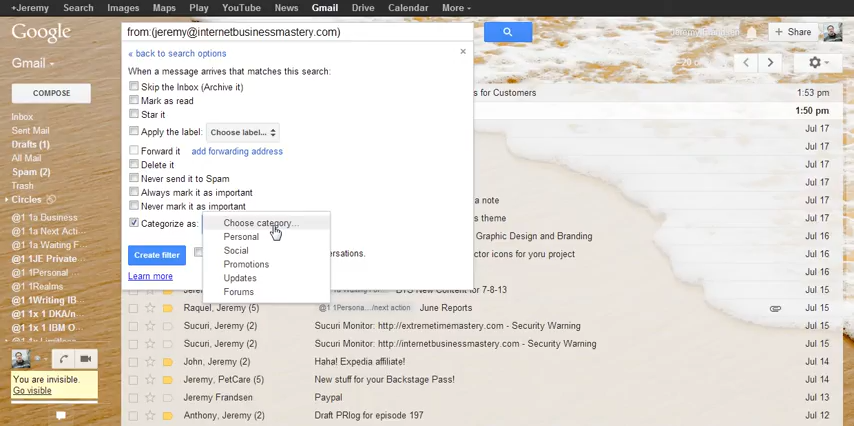 +Jeremy Search Images Maps Play YouTube News Gmail Drive Calendar More
Google
from:(jeremy@internetbusinessmastery.com)
+ Share
Gmail
« back to search options
×
When a message arrives that matches this search:
COMPOSE
Skip the Inbox (Archive it)
s for Customers 1:53 pm
Mark as read
1:50 pm
Star it
Inbox
Jul 17
Sent Mail
Apply the label: Choose label...
Jul 17
Drafts (1)
Forward it add forwarding address
Jul 17
All Mail
Delete it
Jul 17
Spam (2)
Never send it to Spam
Jul 17
Trash
Always mark it as important
Circles
Never mark it as important
a note Jul 17
@1 1a Business
Categorize as: Choose category...
s theme Jul 17
@1 1a Next Actio
Personal
Graphic Design and Branding Jul 16
@1 1a Waiting F
Social
Create filter
ersations.
icons for yoru project Jul 16
@1 1JE Private
Promotions
@1 1Personal
Learn more
Updates
@1 1Realms
Forums
New Content for 7-8-13 Jul 15
@1 1Writing IB
Raquel, Jeremy (5) @1 1Persona…/next action June Reports Jul 15
@1 1x 1 DKA
@1 1x 1 IBM O
Sucuri, Jeremy (2) Sucuri Monitor: http://extremetimemastery.com - Security Warning Jul 15
Sucuri, Jeremy (2) Sucuri Monitor: http://internetbusinessmastery.com - Security Warning Jul 15
John, Jeremy (2) Haha! Expedia affiliate! Jul 14
You are invisible.
Go visible
Jeremy, PetCare (5) New stuff for your Backstage Pass! Jul 14
Jeremy Frandsen Paypal Jul 13
Anthony, Jeremy (2) Draft PRlog for episode 197 Jul 12